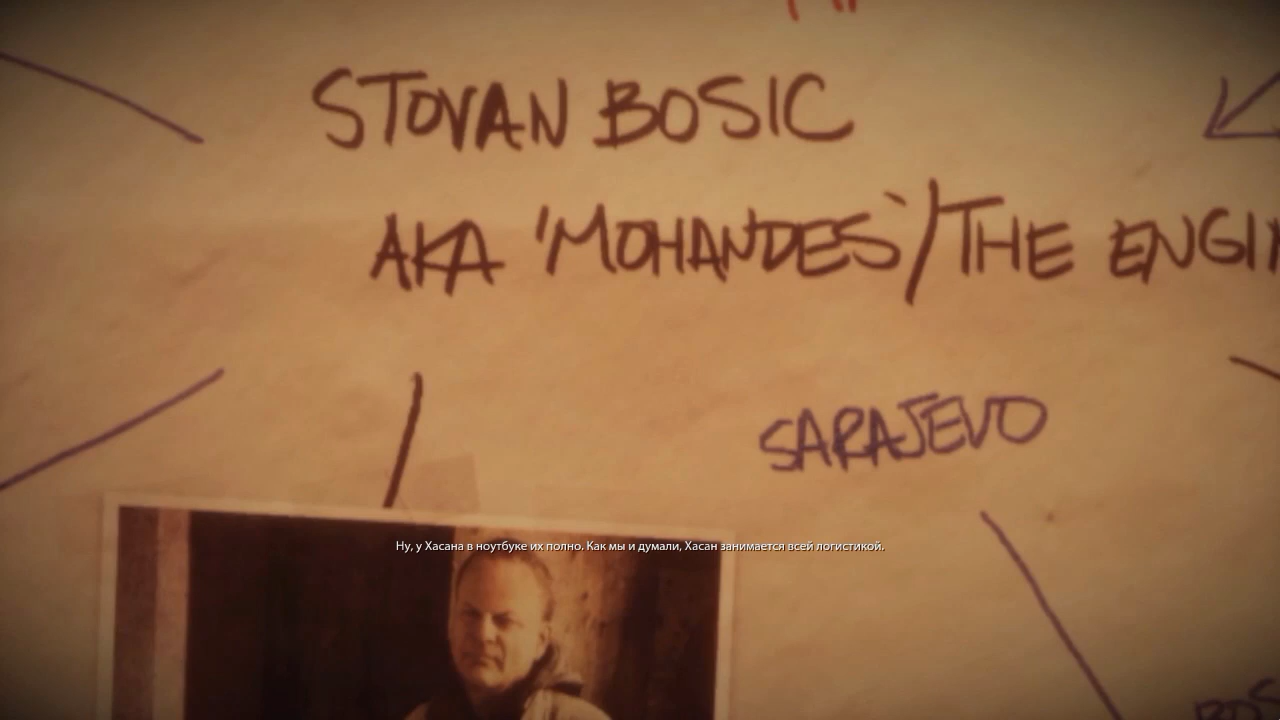 STOVAN BOSIC
AKA 'MOHANDES'/THE ENGI
SARAJEVO
Ну, у Хасана в ноутбуке их полно. Как мы и думали, Хасан занимается всей логистикой.
BOS